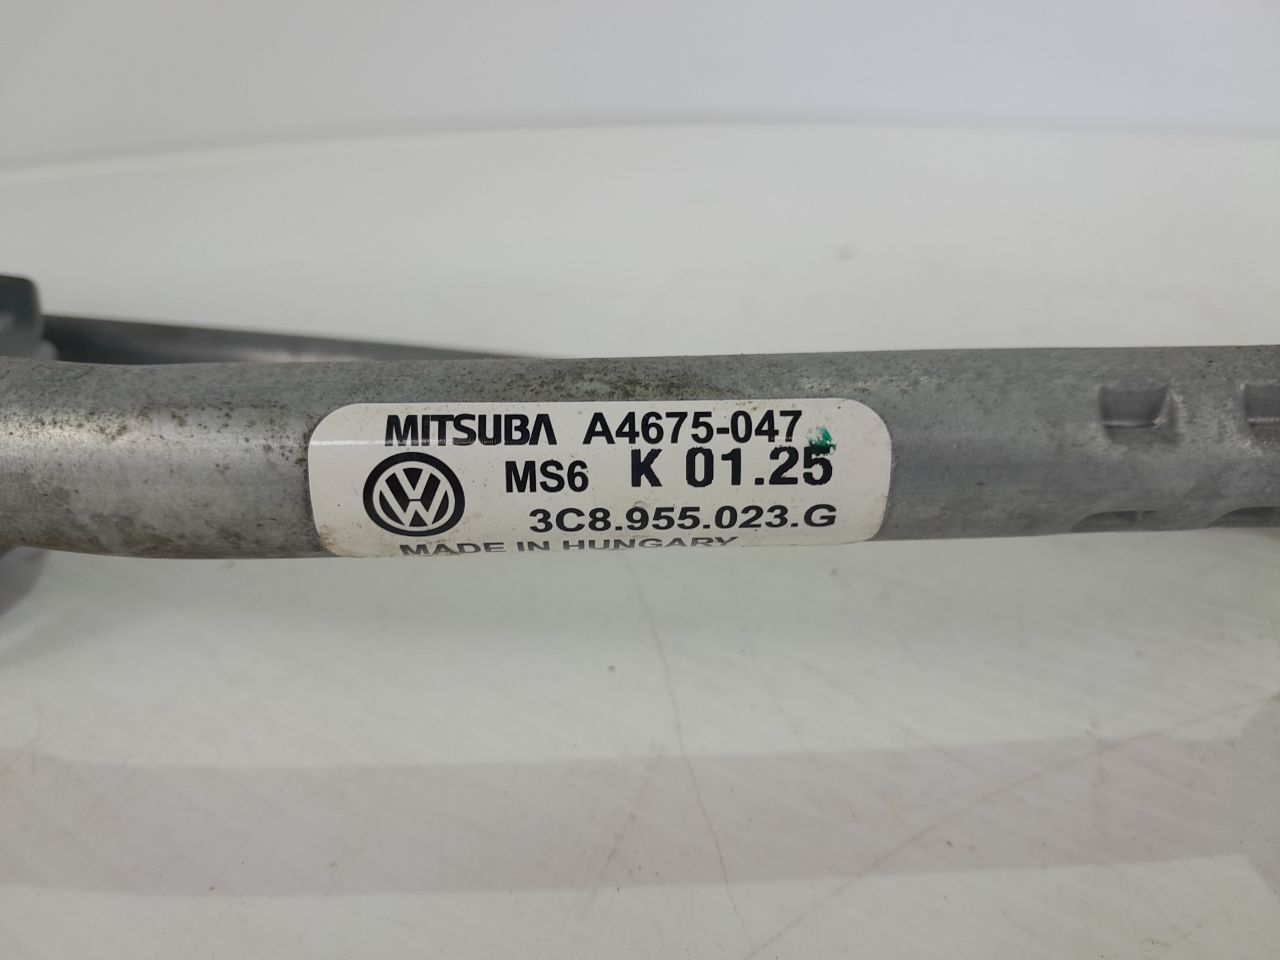 MITSUBA A4675-047
MS6 K 01.25
3C8.955.023.G
MADE IN HUNGARY